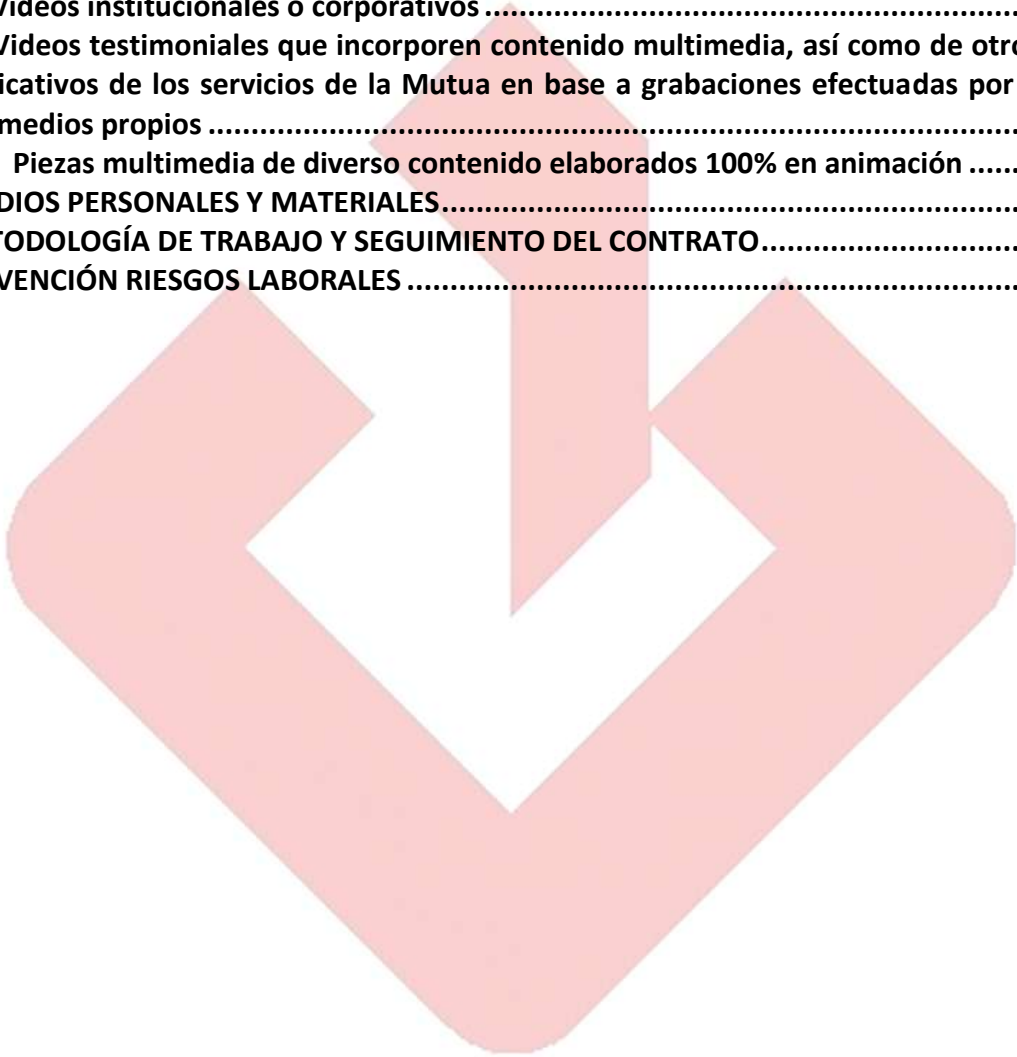 Videos institucionales o corporativos ..........................................................
Videos testimoniales que incorporen contenido multimedia, así como de otro
icativos de los servicios de la Mutua en base a grabaciones efectuadas por
medios propios ..........................................................................................
Piezas multimedia de diverso contenido elaborados 100% en animación ......
DIOS PERSONALES Y MATERIALES................................................................
TODOLOGÍA DE TRABAJO Y SEGUIMIENTO DEL CONTRATO............................
VENCIÓN RIESGOS LABORALES ....................................................................